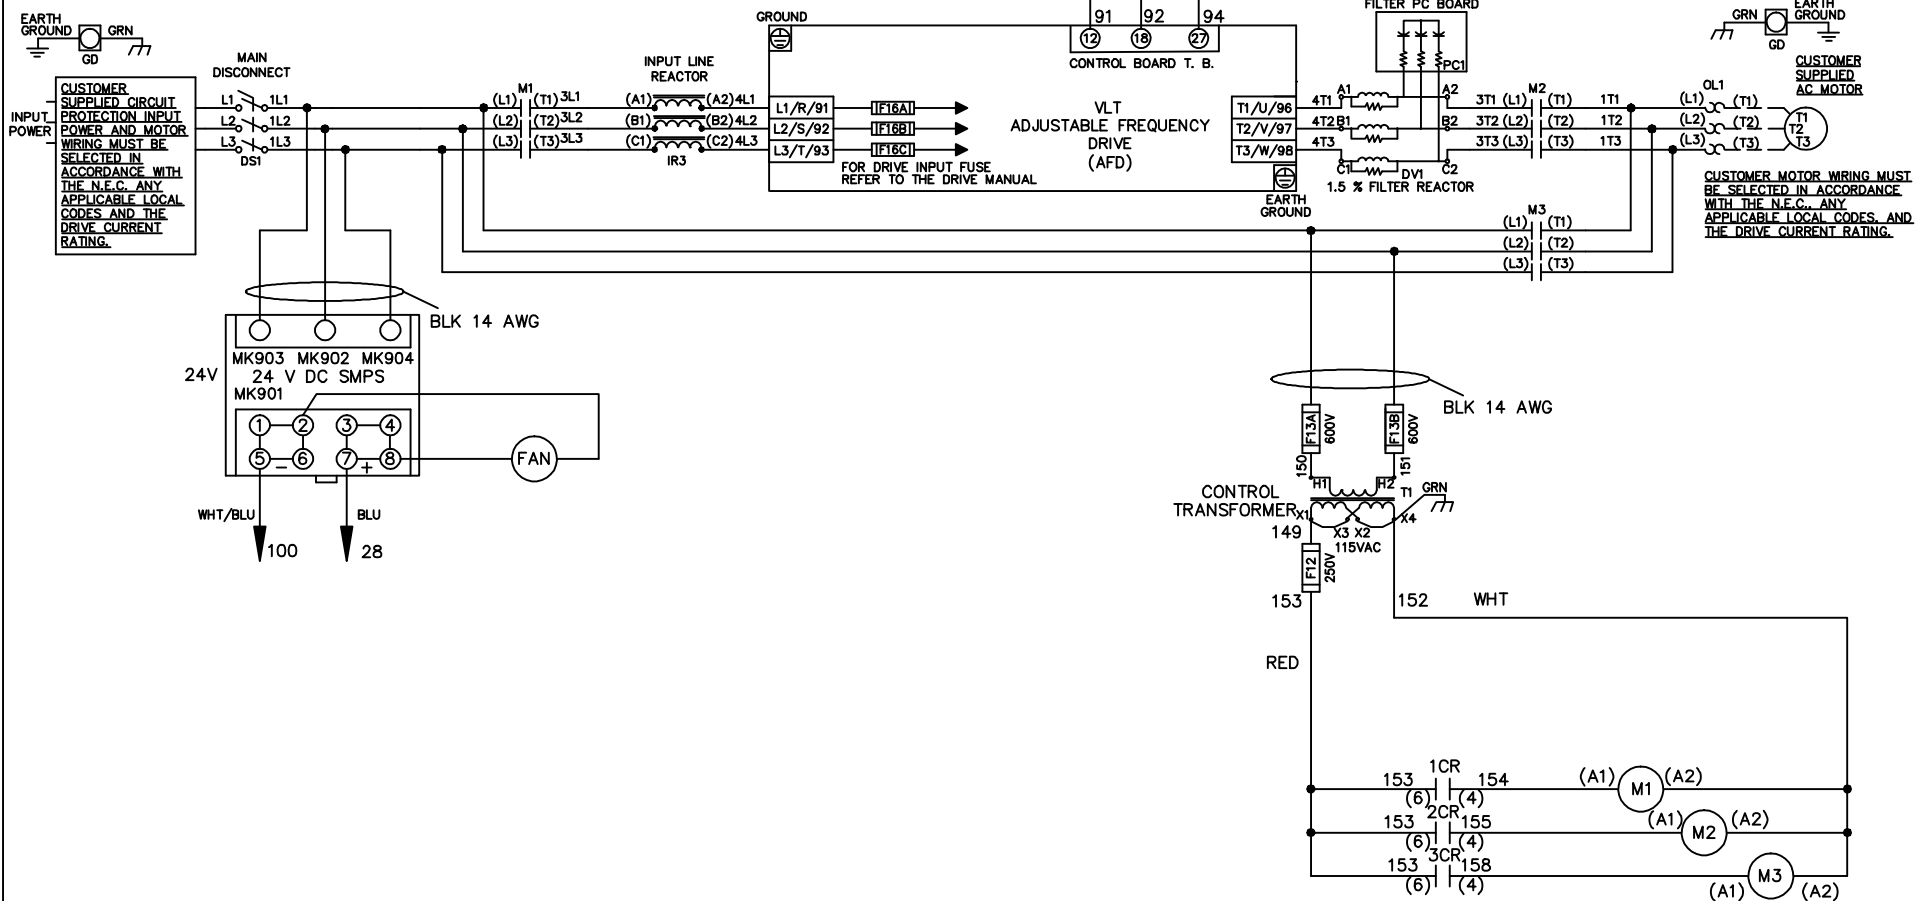 EARTH
GROUND
GRN
GD
GROUND
91
92
94
12
18
27
CONTROL BOARD T. B.
FILTER PC BOARD
PC1
GRN
EARTH
GROUND
GD
CUSTOMER
SUPPLIED
AC MOTOR
INPUT
POWER
CUSTOMER
SUPPLIED CIRCUIT
PROTECTION INPUT
POWER AND MOTOR
WIRING MUST BE
SELECTED IN
ACCORDANCE WITH
THE N.E.C. ANY
APPLICABLE LOCAL
CODES AND THE
DRIVE CURRENT
RATING.
MAIN
DISCONNECT
L1 1L1
L2 1L2
L3 1L3
DS1
M1
(L1) (T1) 3L1
(L2) (T2) 3L2
(L3) (T3) 3L3
INPUT LINE
REACTOR
(A1) (A2) 4L1
(B1) (B2) 4L2
(C1) (C2) 4L3
IR3
L1/R/91
L2/S/92
L3/T/93
F16A
F16B
F16C
FOR DRIVE INPUT FUSE
REFER TO THE DRIVE MANUAL
VLT
ADJUSTABLE FREQUENCY
DRIVE
(AFD)
T1/U/96
T2/V/97
T3/W/98
EARTH
GROUND
4T1 A1 A2
4T2 B1 B2
4T3 C1 C2
DV1
1.5 % FILTER REACTOR
M2
3T1 (L1) (T1) 1T1
3T2 (L2) (T2) 1T2
3T3 (L3) (T3) 1T3
OL1
(L1) (T1)
(L2) (T2)
(L3) (T3)
T1
T2
T3
CUSTOMER MOTOR WIRING MUST
BE SELECTED IN ACCORDANCE
WITH THE N.E.C., ANY
APPLICABLE LOCAL CODES, AND
THE DRIVE CURRENT RATING.
M3
(L1) (T1)
(L2) (T2)
(L3) (T3)
BLK 14 AWG
MK903 MK902 MK904
24V
24 V DC SMPS
MK901
1 2 3 4
5 – 6 7 + 8
FAN
WHT/BLU
BLU
100
28
BLK 14 AWG
F13A
600V
F13B
600V
150
151
H1 H2
T1
GRN
CONTROL
TRANSFORMER
X1 X3 X2 X4
115VAC
149
F12
250V
153
152
WHT
RED
1CR
153 154 (A1) M1 (A2)
(6) (4)
2CR
153 155 (A1) M2 (A2)
(6) (4)
3CR
153 158 M3
(6) (4) (A1) (A2)